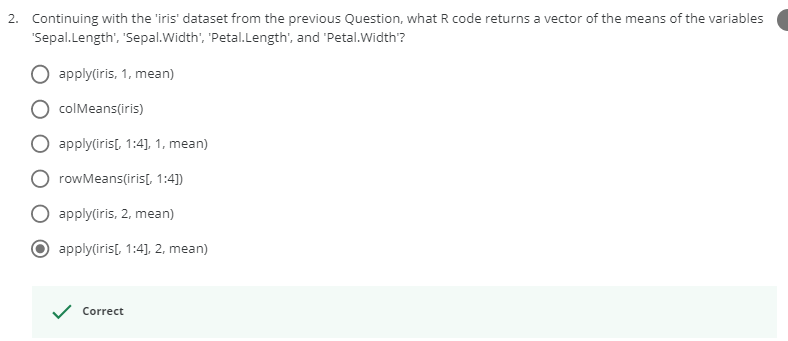 2. Continuing with the 'iris' dataset from the previous Question, what R code returns a vector of the means of the variables
'Sepal.Length', 'Sepal.Width', 'Petal.Length', and 'Petal.Width'?
apply(iris, 1, mean)
colMeans(iris)
apply(iris[, 1:4], 1, mean)
rowMeans(iris[, 1:4])
apply(iris, 2, mean)
apply(iris[, 1:4], 2, mean)
Correct